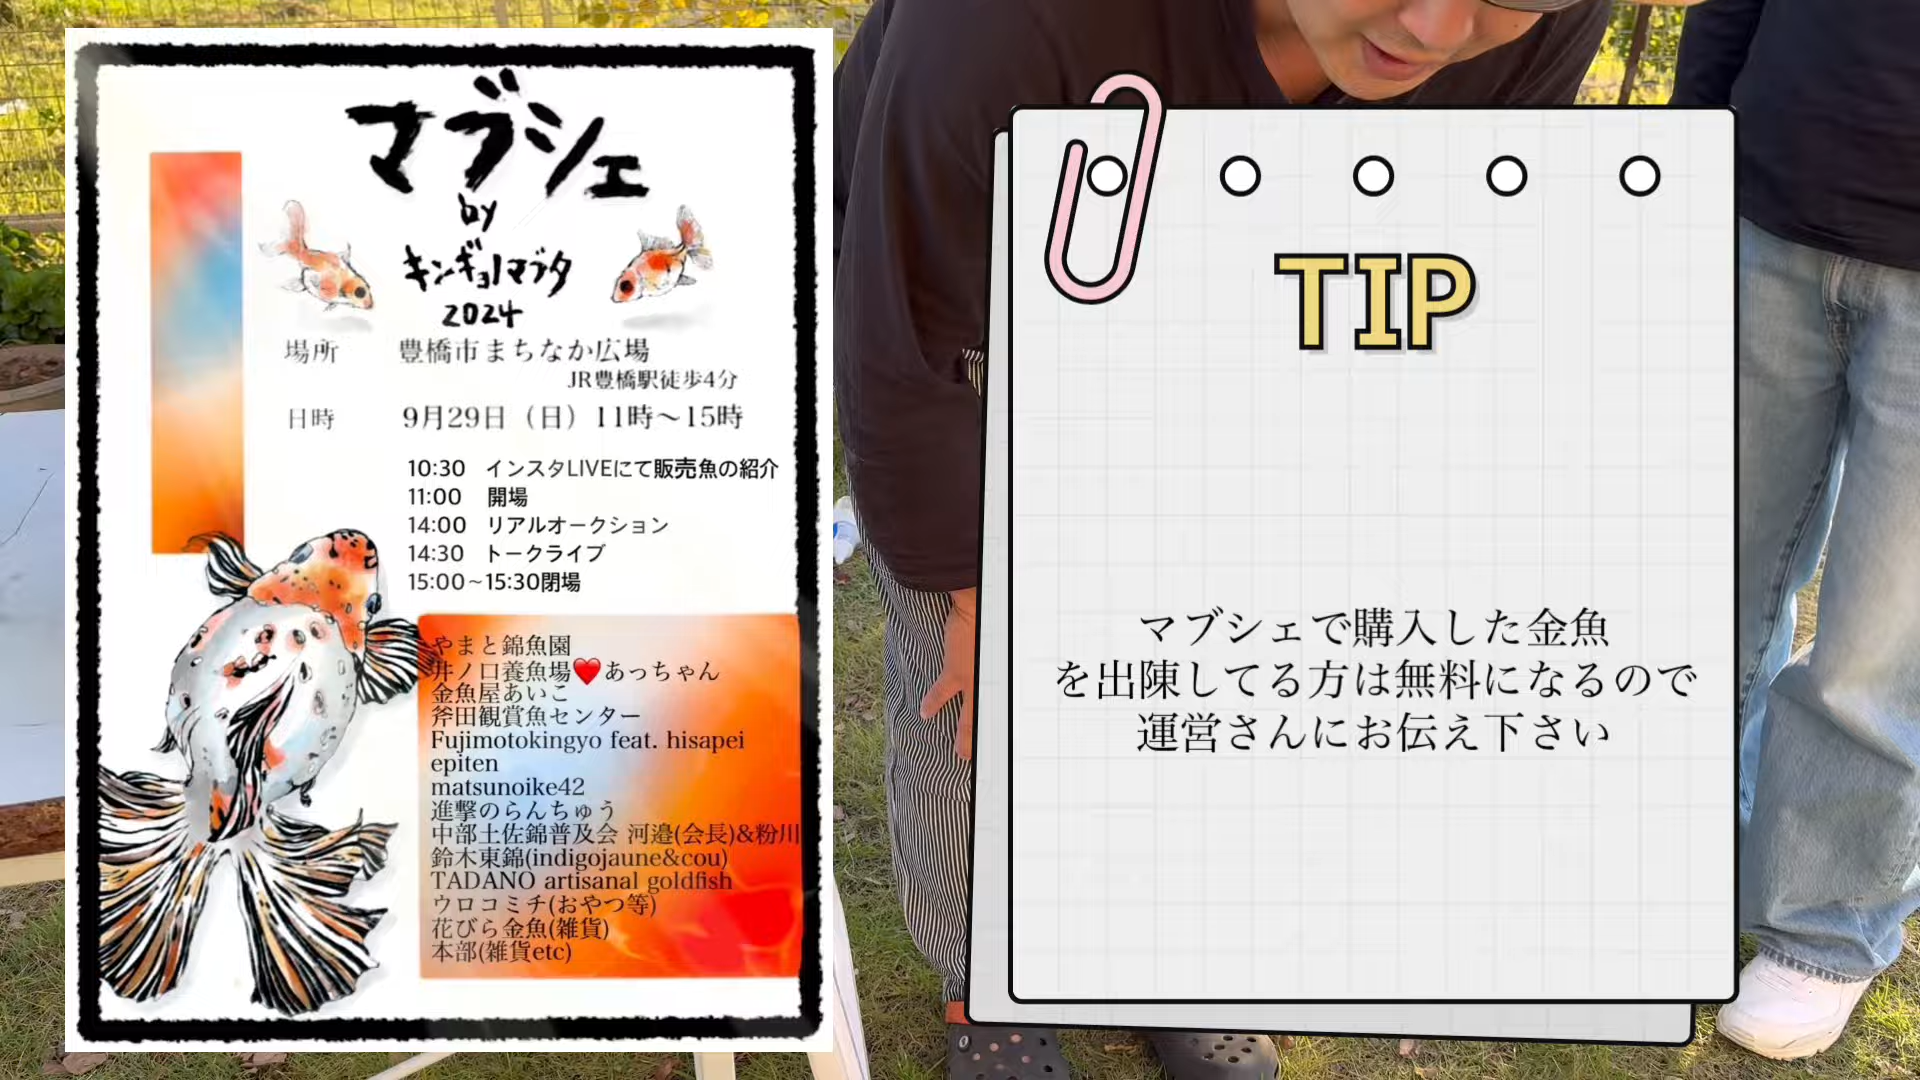 マブシェ
by
キンギョノマブタ
2024
場所 豊橋市まちなか広場
JR豊橋駅徒歩4分
日時 9月29日（日）11時〜15時
10:30 インスタLIVEにて販売魚の紹介
11:00 開場
14:00 リアルオークション
14:30 トークライブ
15:00~15:30閉場
やまと錦魚園
井ノ口養魚場❤️あっちゃん
金魚屋あいこ
斧田観賞魚センター
Fujimotokingyo feat. hisapei
epiten
matsunoike42
進撃のらんちゅう
中部土佐錦普及会 河邉(会長)&粉川
鈴木東錦(indigojaune&cou)
TADANO artisanal goldfish
ウロコミチ(おやつ等)
花びら金魚(雑貨)
本部(雑貨etc)
TIP
マブシェで購入した金魚
を出陳してる方は無料になるので
運営さんにお伝え下さい